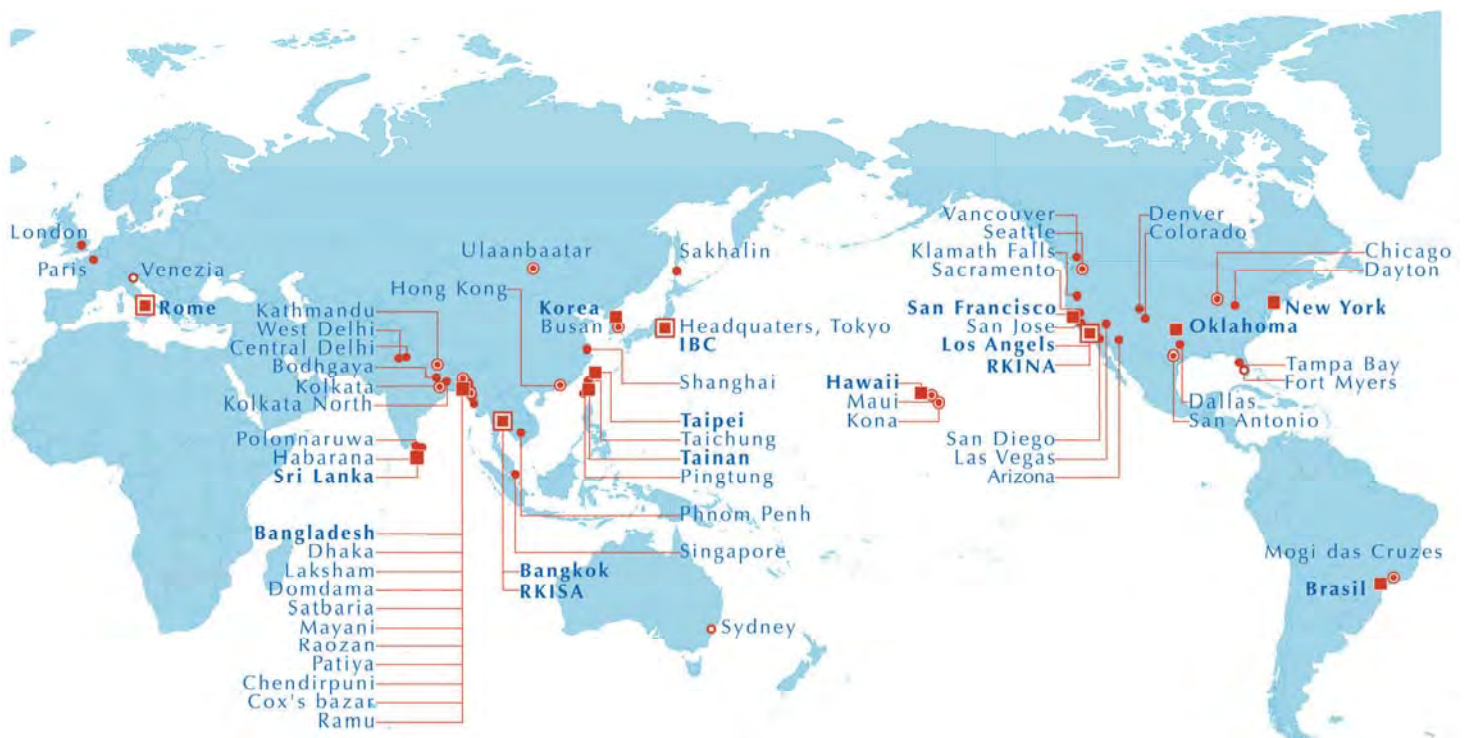 London
Paris
Venezia
Rome
Kathmandu
West Delhi
Central Delhi
Bodhgaya
Kolkata
Kolkata North
Polonnaruwa
Habarana
Sri Lanka
Bangladesh
Dhaka
Laksham
Domdama
Satbaria
Mayani
Raozan
Patiya
Chendirpuni
Cox's bazar
Ramu
Ulaanbaatar
Hong Kong
Sakhalin
Korea
Busan
Headquaters, Tokyo
IBC
Shanghai
Taipei
Taichung
Tainan
Pingtung
Phnom Penh
Singapore
Bangkok
RKISA
Sydney
Hawaii
Maui
Kona
Vancouver
Seattle
Klamath Falls
Sacramento
San Francisco
San Jose
Los Angels
RKINA
San Diego
Las Vegas
Arizona
Denver
Colorado
Chicago
Dayton
New York
Oklahoma
Tampa Bay
Fort Myers
Dallas
San Antonio
Mogi das Cruzes
Brasil